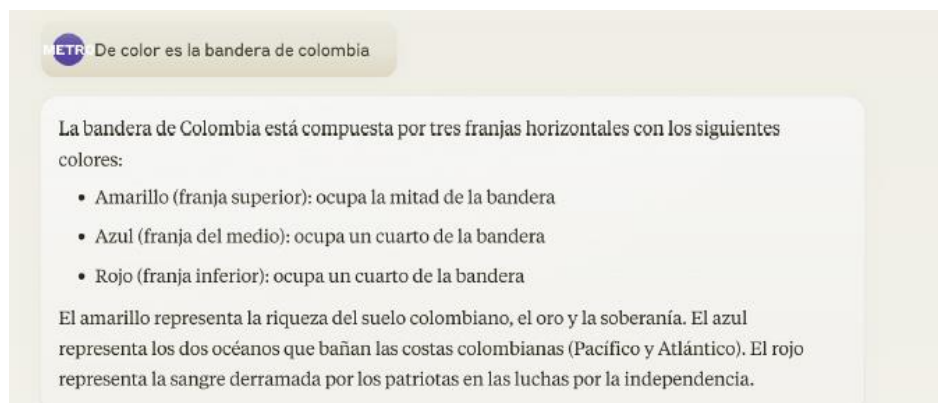 METR De color es la bandera de colombia
La bandera de Colombia está compuesta por tres franjas horizontales con los siguientes
colores:
• Amarillo (franja superior): ocupa la mitad de la bandera
• Azul (franja del medio): ocupa un cuarto de la bandera
• Rojo (franja inferior): ocupa un cuarto de la bandera
El amarillo representa la riqueza del suelo colombiano, el oro y la soberanía. El azul
representa los dos océanos que bañan las costas colombianas (Pacífico y Atlántico). El rojo
representa la sangre derramada por los patriotas en las luchas por la independencia.